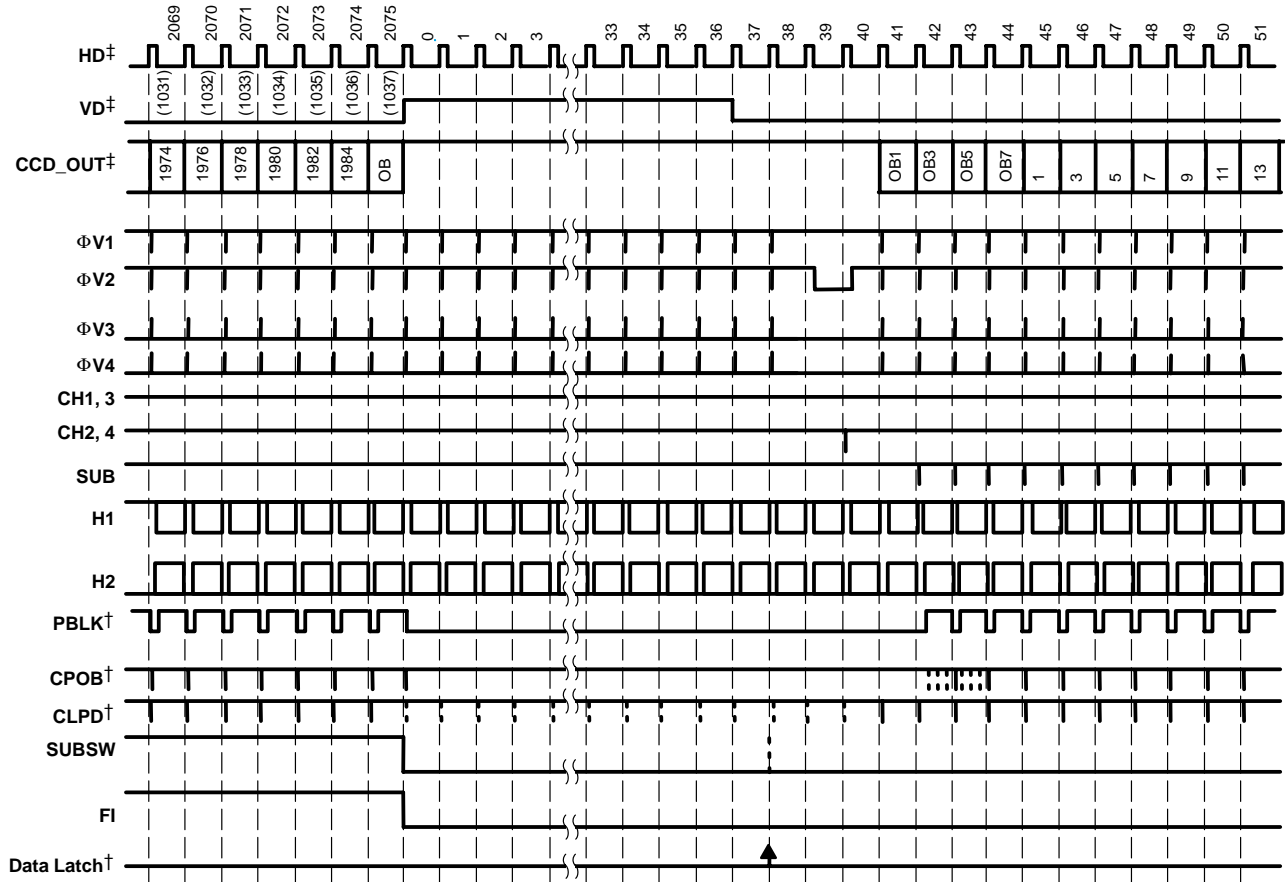 2069 2070 2071 2072 2073 2074 2075 0 1 2 3 33 34 35 36 37 38 39 40 41 42 43 44 45 46 47 48 49 50 51
HD‡
(1031) (1032) (1033) (1034) (1035) (1036) (1037)
VD‡
CCD_OUT‡ 1974 1976 1978 1980 1982 1984 OB OB1 OB3 OB5 OB7 1 3 5 7 9 11 13
ΦV1
ΦV2
ΦV3
ΦV4
CH1, 3
CH2, 4
SUB
H1
H2
PBLK†
CPOB†
CLPD†
SUBSW
FI
Data Latch†